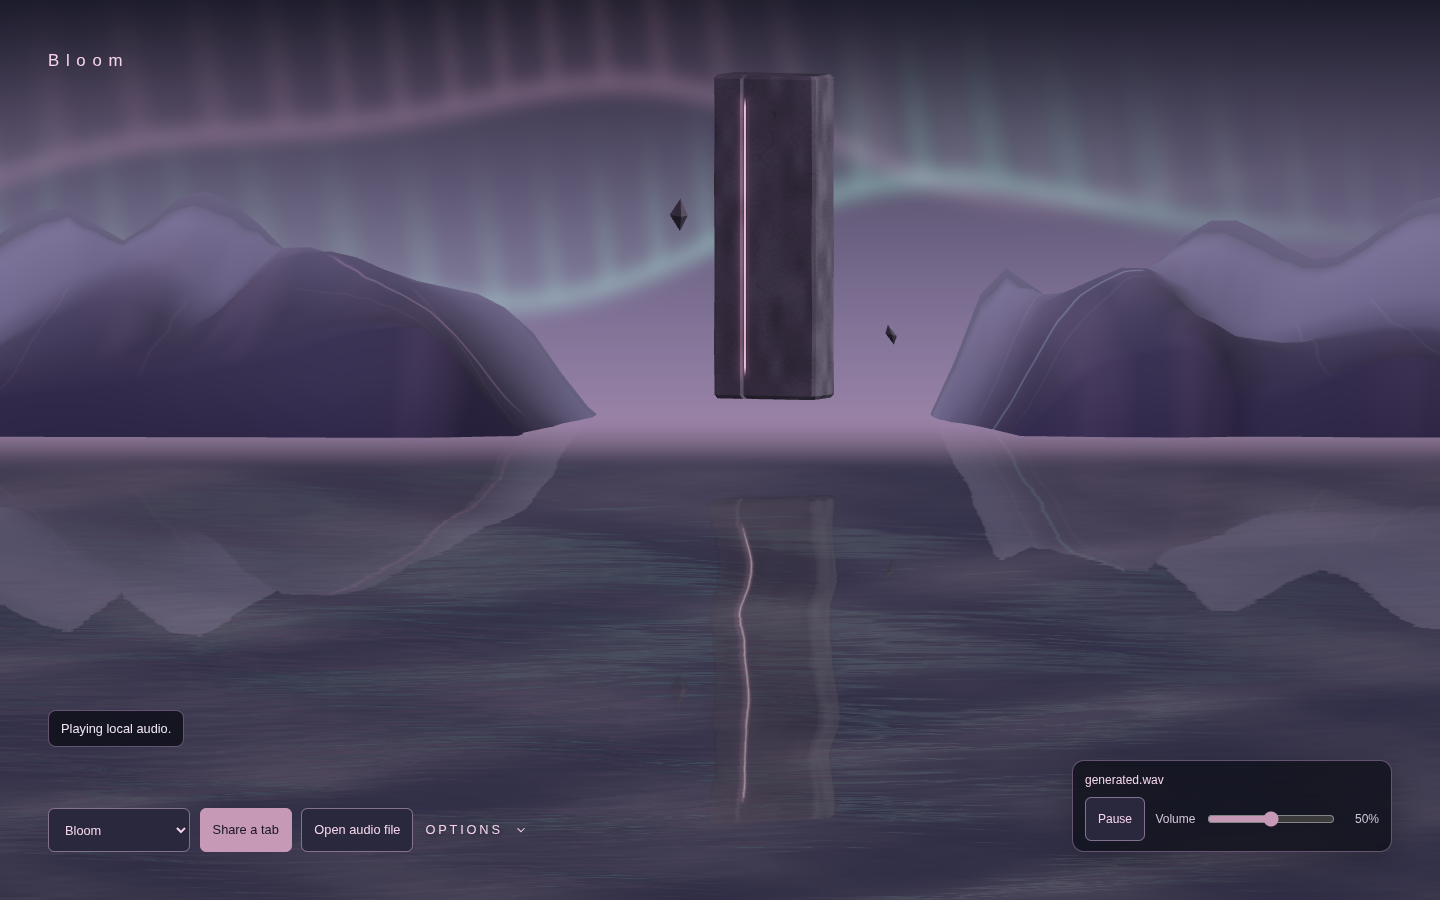 Bloom
Playing local audio.
generated.wav
Pause Volume 50%
Bloom Share a tab Open audio file OPTIONS